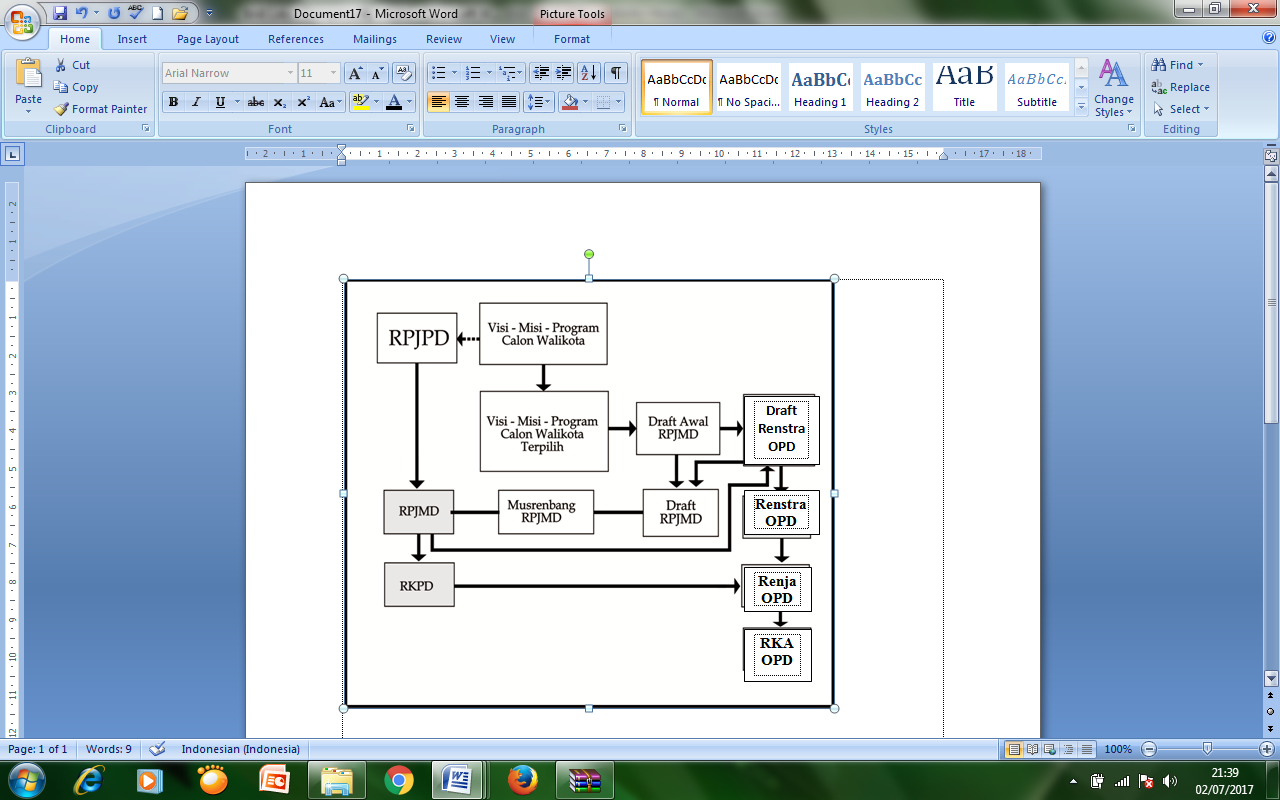 Document17 - Microsoft Word
Picture Tools
Home
Insert
Page Layout
References
Mailings
Review
View
Format
Paste
Cut
Copy
Format Painter
Clipboard
Arial Narrow
11
Font
Paragraph
AaBbCcDc
¶ Normal
AaBbCcDc
¶ No Spaci...
AaBbCc
Heading 1
AaBbCc
Heading 2
AaB
Title
AaBbCc.
Subtitle
Change
Styles
Styles
Find
Replace
Select
Editing
RPJPD
Visi - Misi - Program
Calon Walikota
Visi - Misi - Program
Calon Walikota
Terpilih
Draft Awal
RPJMD
Draft
Renstra
OPD
RPJMD
Musrenbang
RPJMD
Draft
RPJMD
Renstra
OPD
RKPD
Renja
OPD
RKA
OPD
Page: 1 of 1
Words: 9
Indonesian (Indonesia)
100%
21:39
02/07/2017